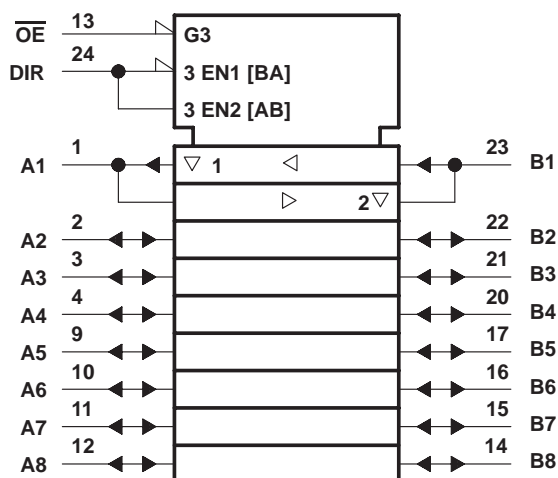 OE 13 G3
DIR 24 3 EN1 [BA]
3 EN2 [AB]
A1 1 1 23 B1
2
A2 2 22 B2
A3 3 21 B3
A4 4 20 B4
A5 9 17 B5
A6 10 16 B6
A7 11 15 B7
A8 12 14 B8